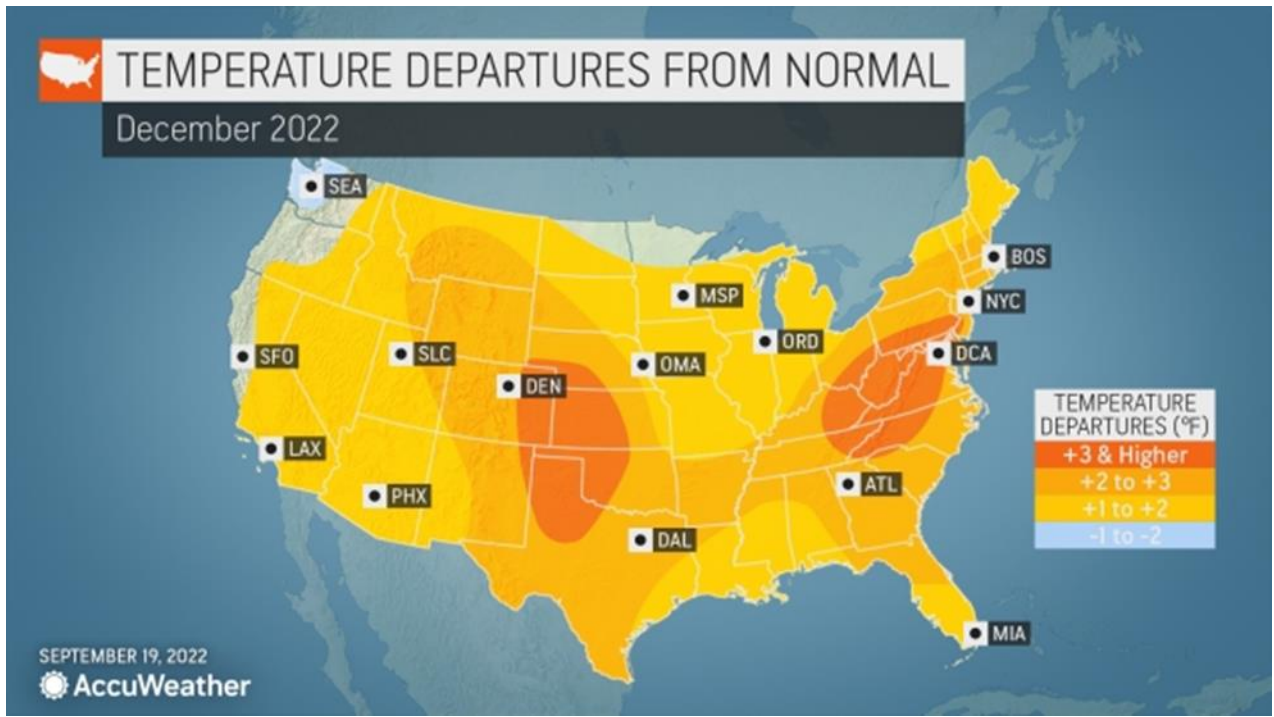 TEMPERATURE DEPARTURES FROM NORMAL
December 2022
SEA
BOS
MSP
NYC
ORD
SFO
SLC
DCA
OMA
DEN
TEMPERATURE
DEPARTURES (°F)
+3 & Higher
+2 to +3
+1 to +2
-1 to -2
LAX
PHX
ATL
DAL
MIA
SEPTEMBER 19, 2022
AccuWeather